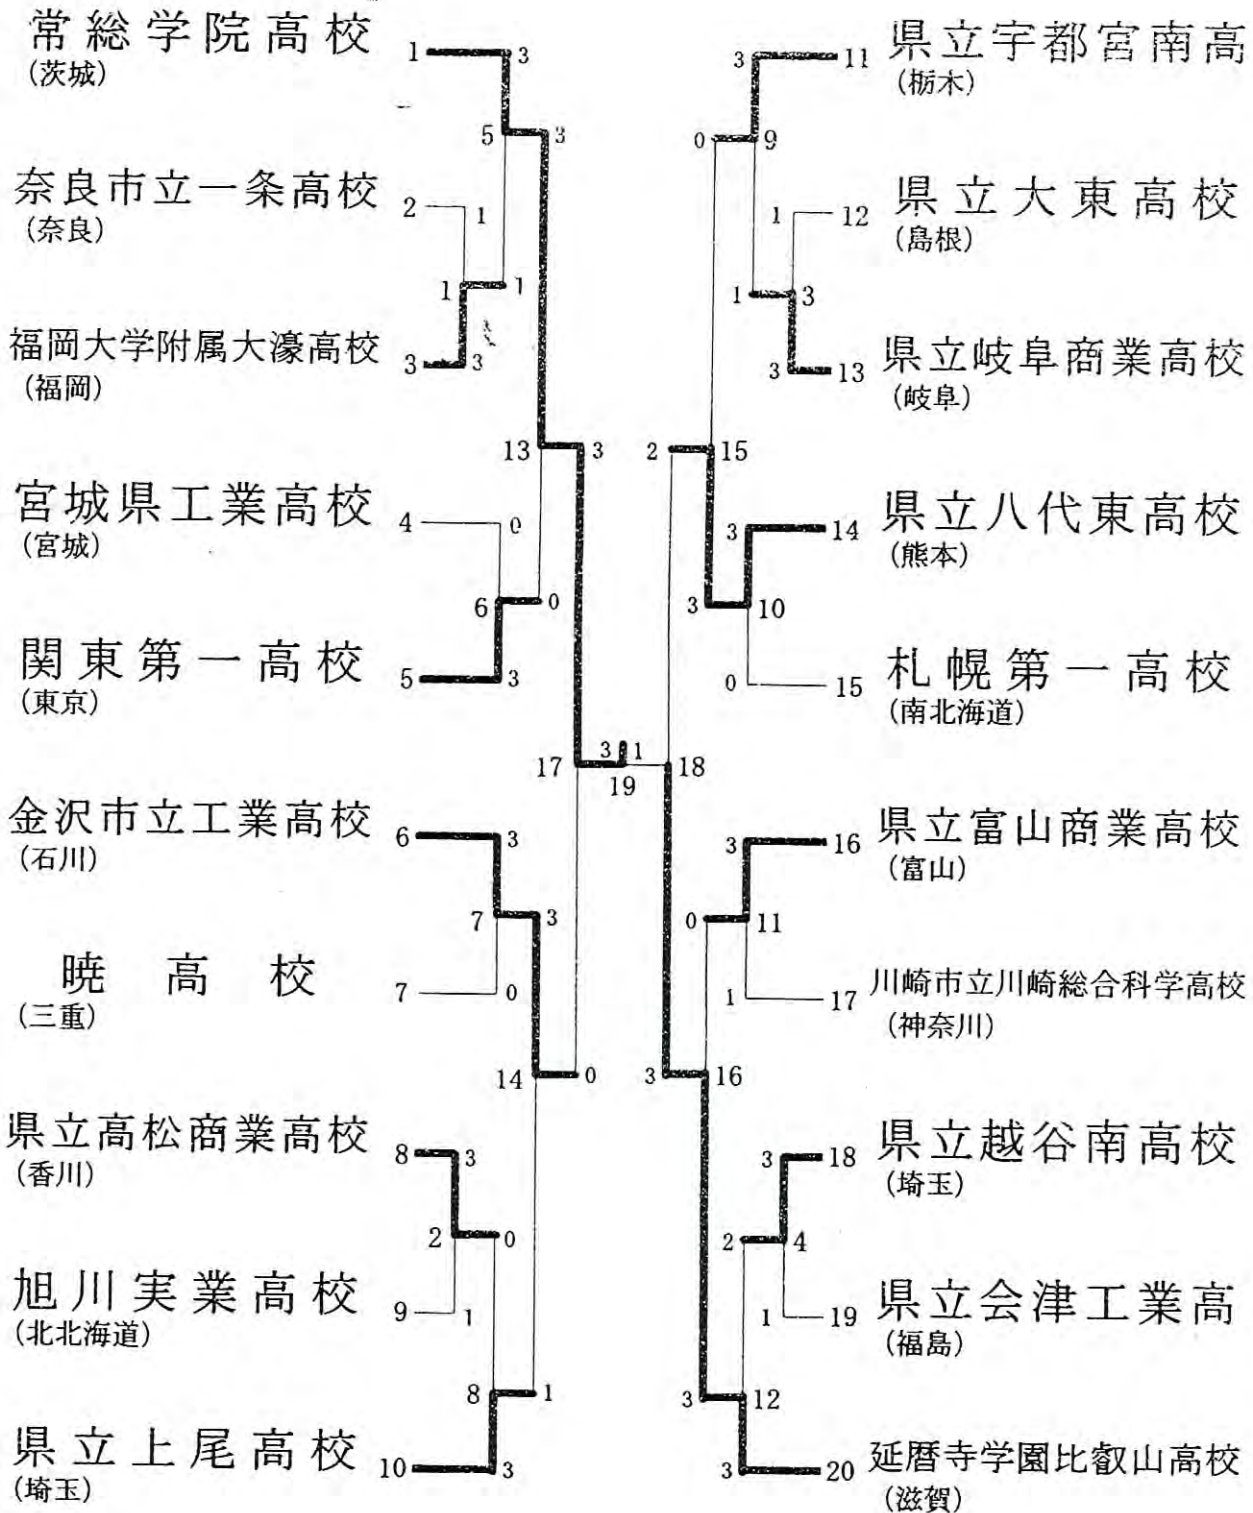 常総学院高校
(茨城)
1
3
5
3
奈良市立一条高校
(奈良)
2
1
1
1
福岡大学附属大濠高校
(福岡)
3
3
13
3
宮城県工業高校
(宮城)
4
0
6
0
関東第一高校
(東京)
5
3
17
3
1
19
18
金沢市立工業高校
(石川)
6
3
7
3
暁高校
(三重)
7
0
14
0
県立高松商業高校
(香川)
8
3
2
0
旭川実業高校
(北北海道)
9
1
8
1
県立上尾高校
(埼玉)
10
3
3
11
県立宇都宮南高
(栃木)
0
9
1
12
県立大東高校
(島根)
1
3
3
13
県立岐阜商業高校
(岐阜)
2
15
3
14
県立八代東高校
(熊本)
3
10
0
15
札幌第一高校
(南北海道)
3
16
県立富山商業高校
(富山)
0
11
1
17
川崎市立川崎総合科学高校
(神奈川)
3
16
3
18
県立越谷南高校
(埼玉)
2
4
1
19
県立会津工業高
(福島)
3
12
3
20
延暦寺学園比叡山高校
(滋賀)